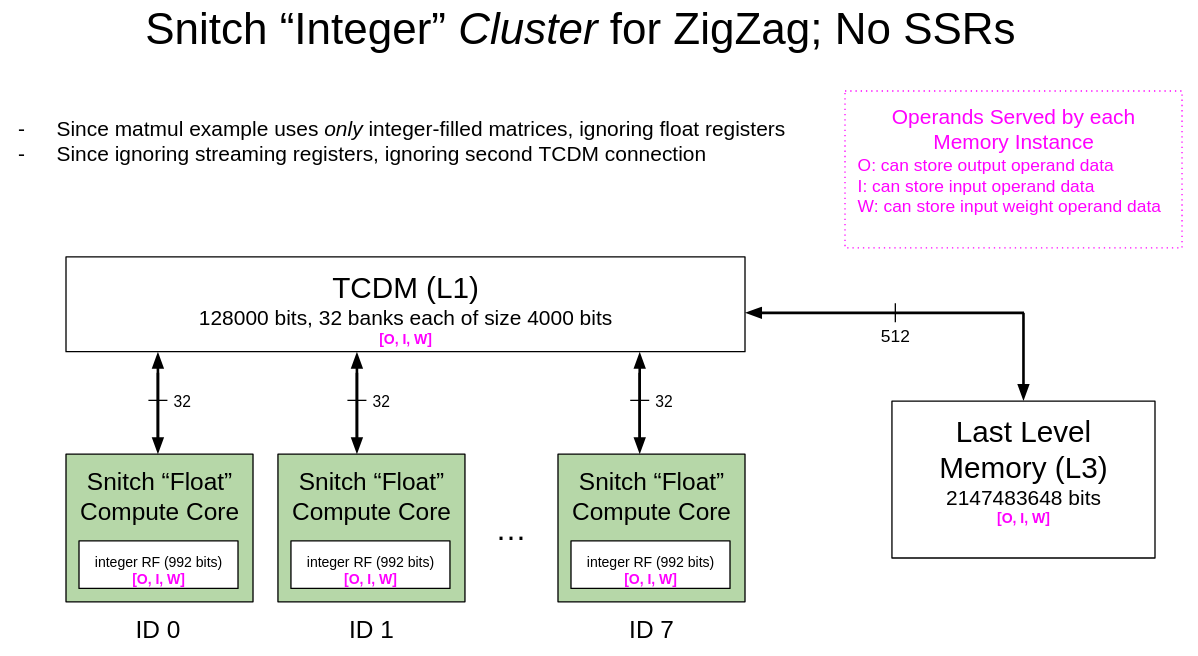 Snitch “Integer” Cluster for ZigZag; No SSRs
- Since matmul example uses only integer-filled matrices, ignoring float registers
- Since ignoring streaming registers, ignoring second TCDM connection
Operands Served by each
Memory Instance
O: can store output operand data
I: can store input operand data
W: can store input weight operand data
TCDM (L1)
128000 bits, 32 banks each of size 4000 bits
[O, I, W]
512
32
32
32
Last Level
Memory (L3)
2147483648 bits
[O, I, W]
Snitch “Float”
Compute Core
integer RF (992 bits)
[O, I, W]
ID 0
Snitch “Float”
Compute Core
integer RF (992 bits)
[O, I, W]
ID 1
...
Snitch “Float”
Compute Core
integer RF (992 bits)
[O, I, W]
ID 7